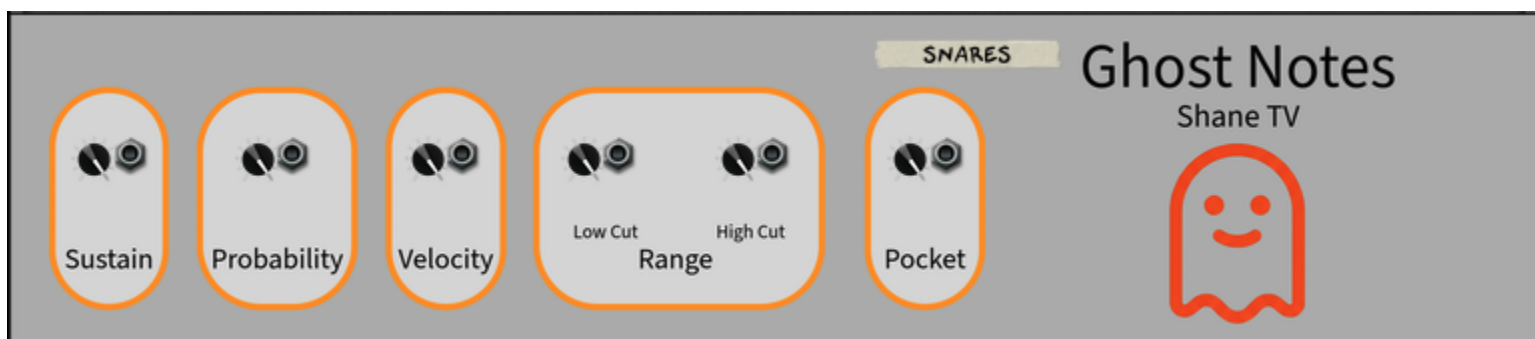 SNARES
Ghost Notes
Shane TV
Low Cut
High Cut
Sustain
Probability
Velocity
Range
Pocket